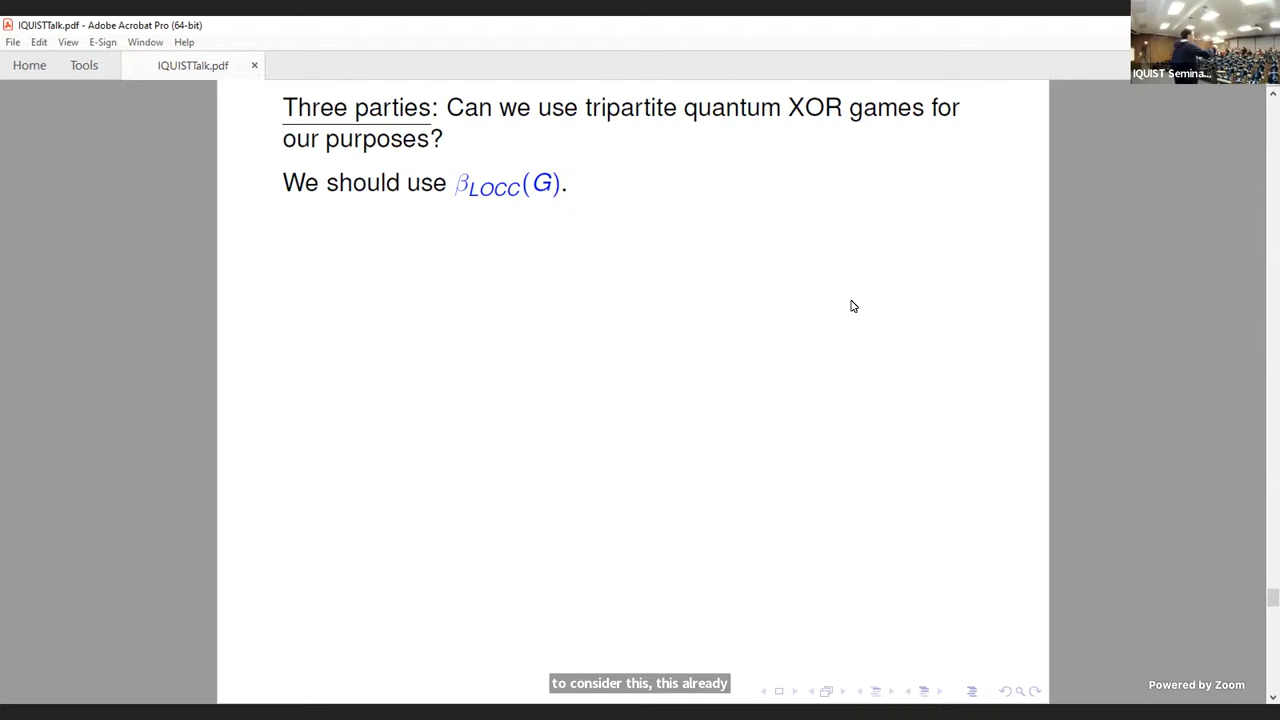 IQUISTTalk.pdf - Adobe Acrobat Pro (64-bit)
File Edit View E-Sign Window Help
Home Tools IQUISTTalk.pdf ×
IQUIST Semina...
Three parties: Can we use tripartite quantum XOR games for
our purposes?
We should use β_LOCC(G).
to consider this, this already
Powered by Zoom